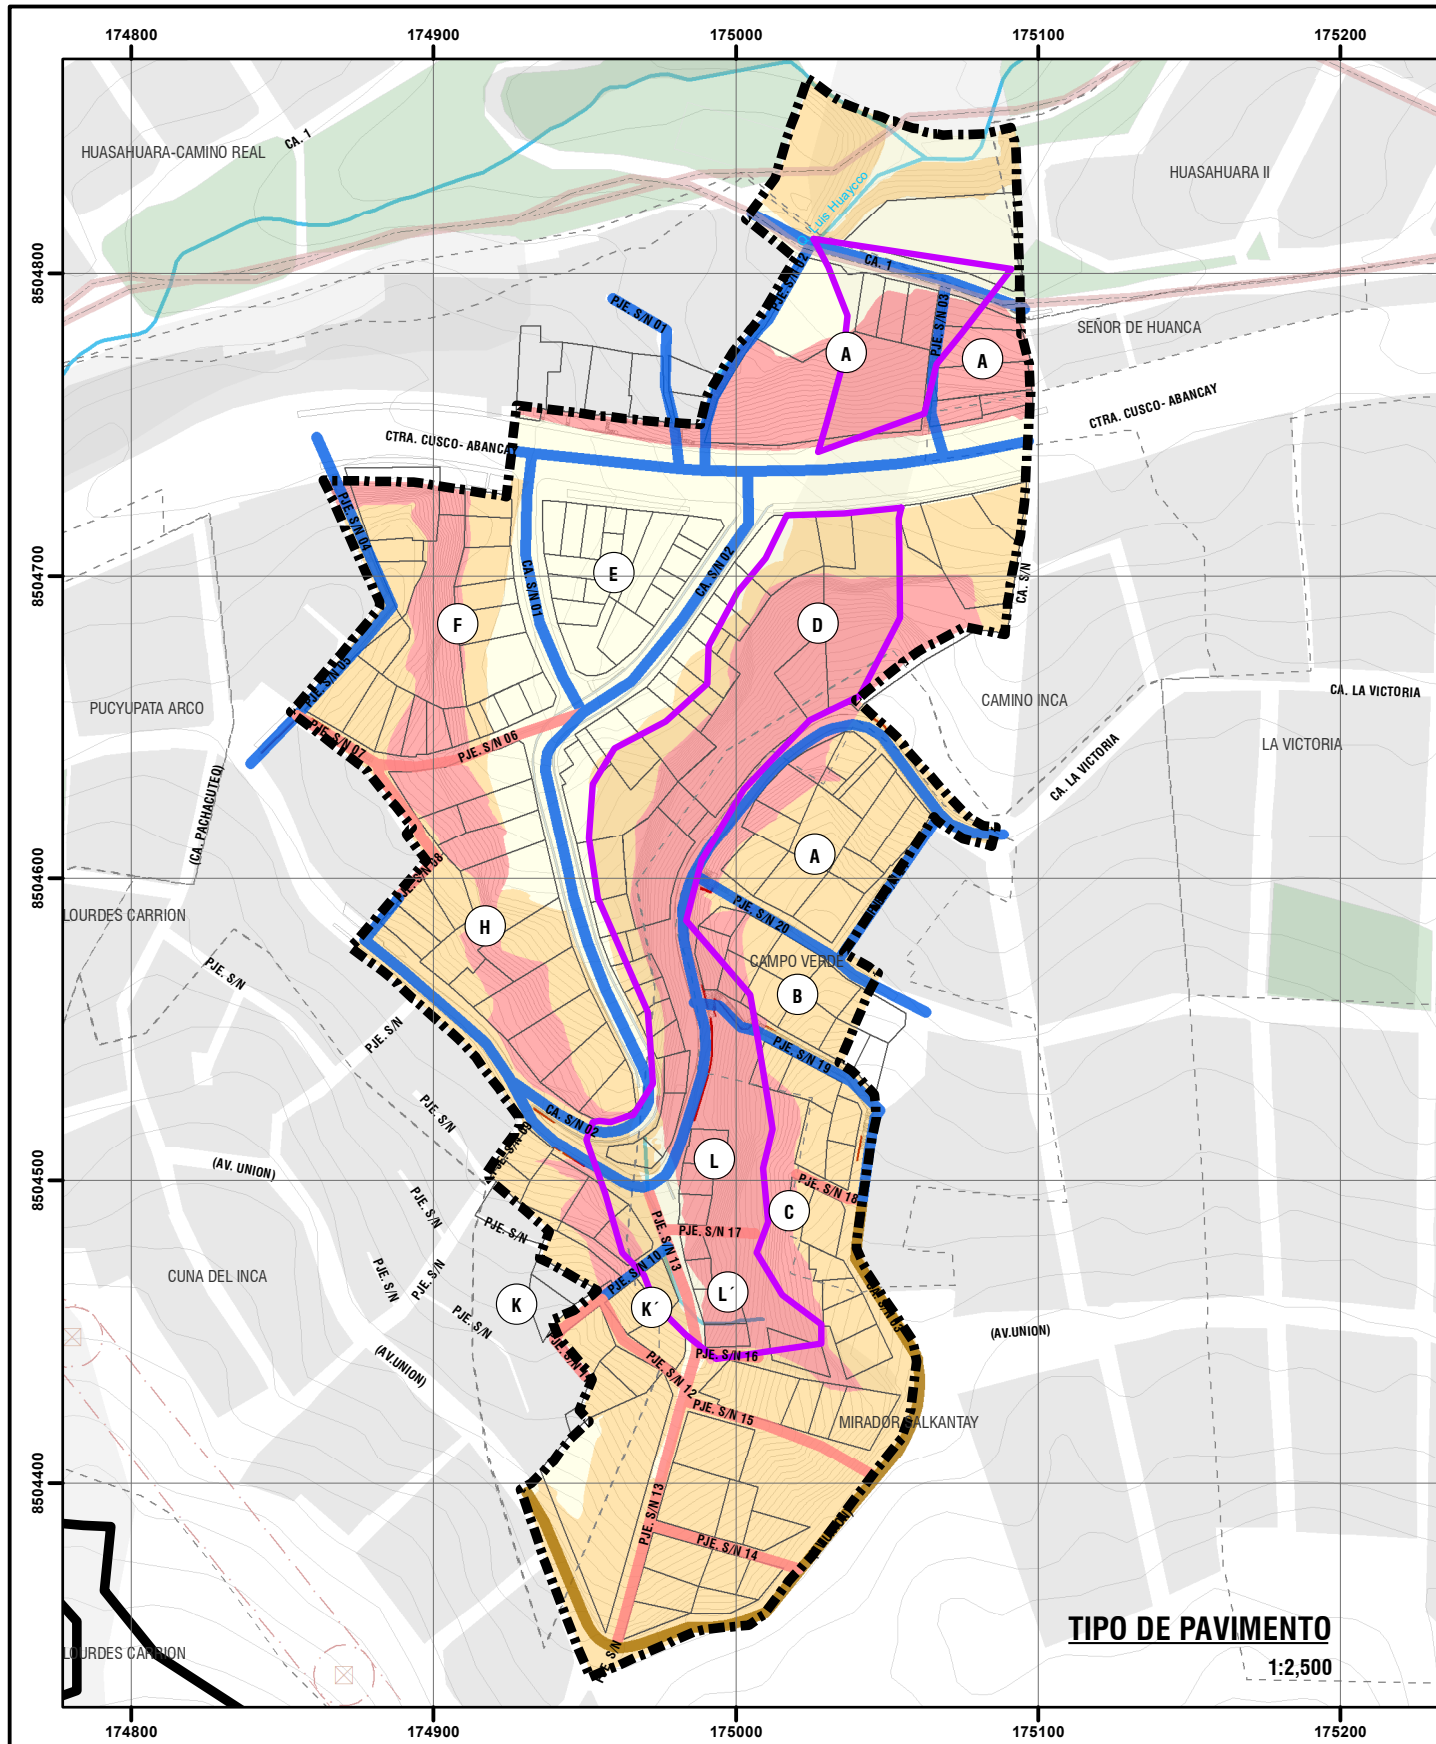 174800
174900
175000
175100
175200
HUASAHUARA-CAMINO REAL
CA. 1
HUASAHUARA II
Luis Huaycco
8504800
PJE. S/N 02
CA. 1
PJE. S/N 01
PJE. S/N 03
SEÑOR DE HUANCA
A
A
CTRA. CUSCO- ABANCAY
CTRA. CUSCO- ABANCAY
PJE. S/N 04
8504700
CA. S/N 01
E
CA. S/N 02
CA. S/N
F
D
PJE. S/N 05
PUCYUPATA ARCO
CAMINO INCA
CA. LA VICTORIA
PJE. S/N 07
PJE. S/N 06
LA VICTORIA
CA. LA VICTORIA
(CA. PACHACUTEQ)
A
PJE. S/N 08
8504600
LOURDES CARRION
H
PJE. S/N 20
CAMPO VERDE
PJE. S/N
B
PJE. S/N
PJE. S/N 19
PJE. S/N
CA. S/N 02
PJE. S/N 09
(AV. UNION)
L
8504500
PJE. S/N 18
PJE. S/N
C
PJE. S/N
PJE. S/N 13
PJE. S/N 17
CUNA DEL INCA
PJE. S/N
PJE. S/N
PJE. S/N 10
K
K´
L´
PJE. S/N
(AV.UNION)
(AV.UNION)
PJE. S/N 16
PJE. S/N 12
PJE. S/N 15
MIRADOR SALKANTAY
8504400
PJE. S/N 13
PJE. S/N 14
TIPO DE PAVIMENTO
1:2,500
LOURDES CARRION
174800
174900
175000
175100
175200